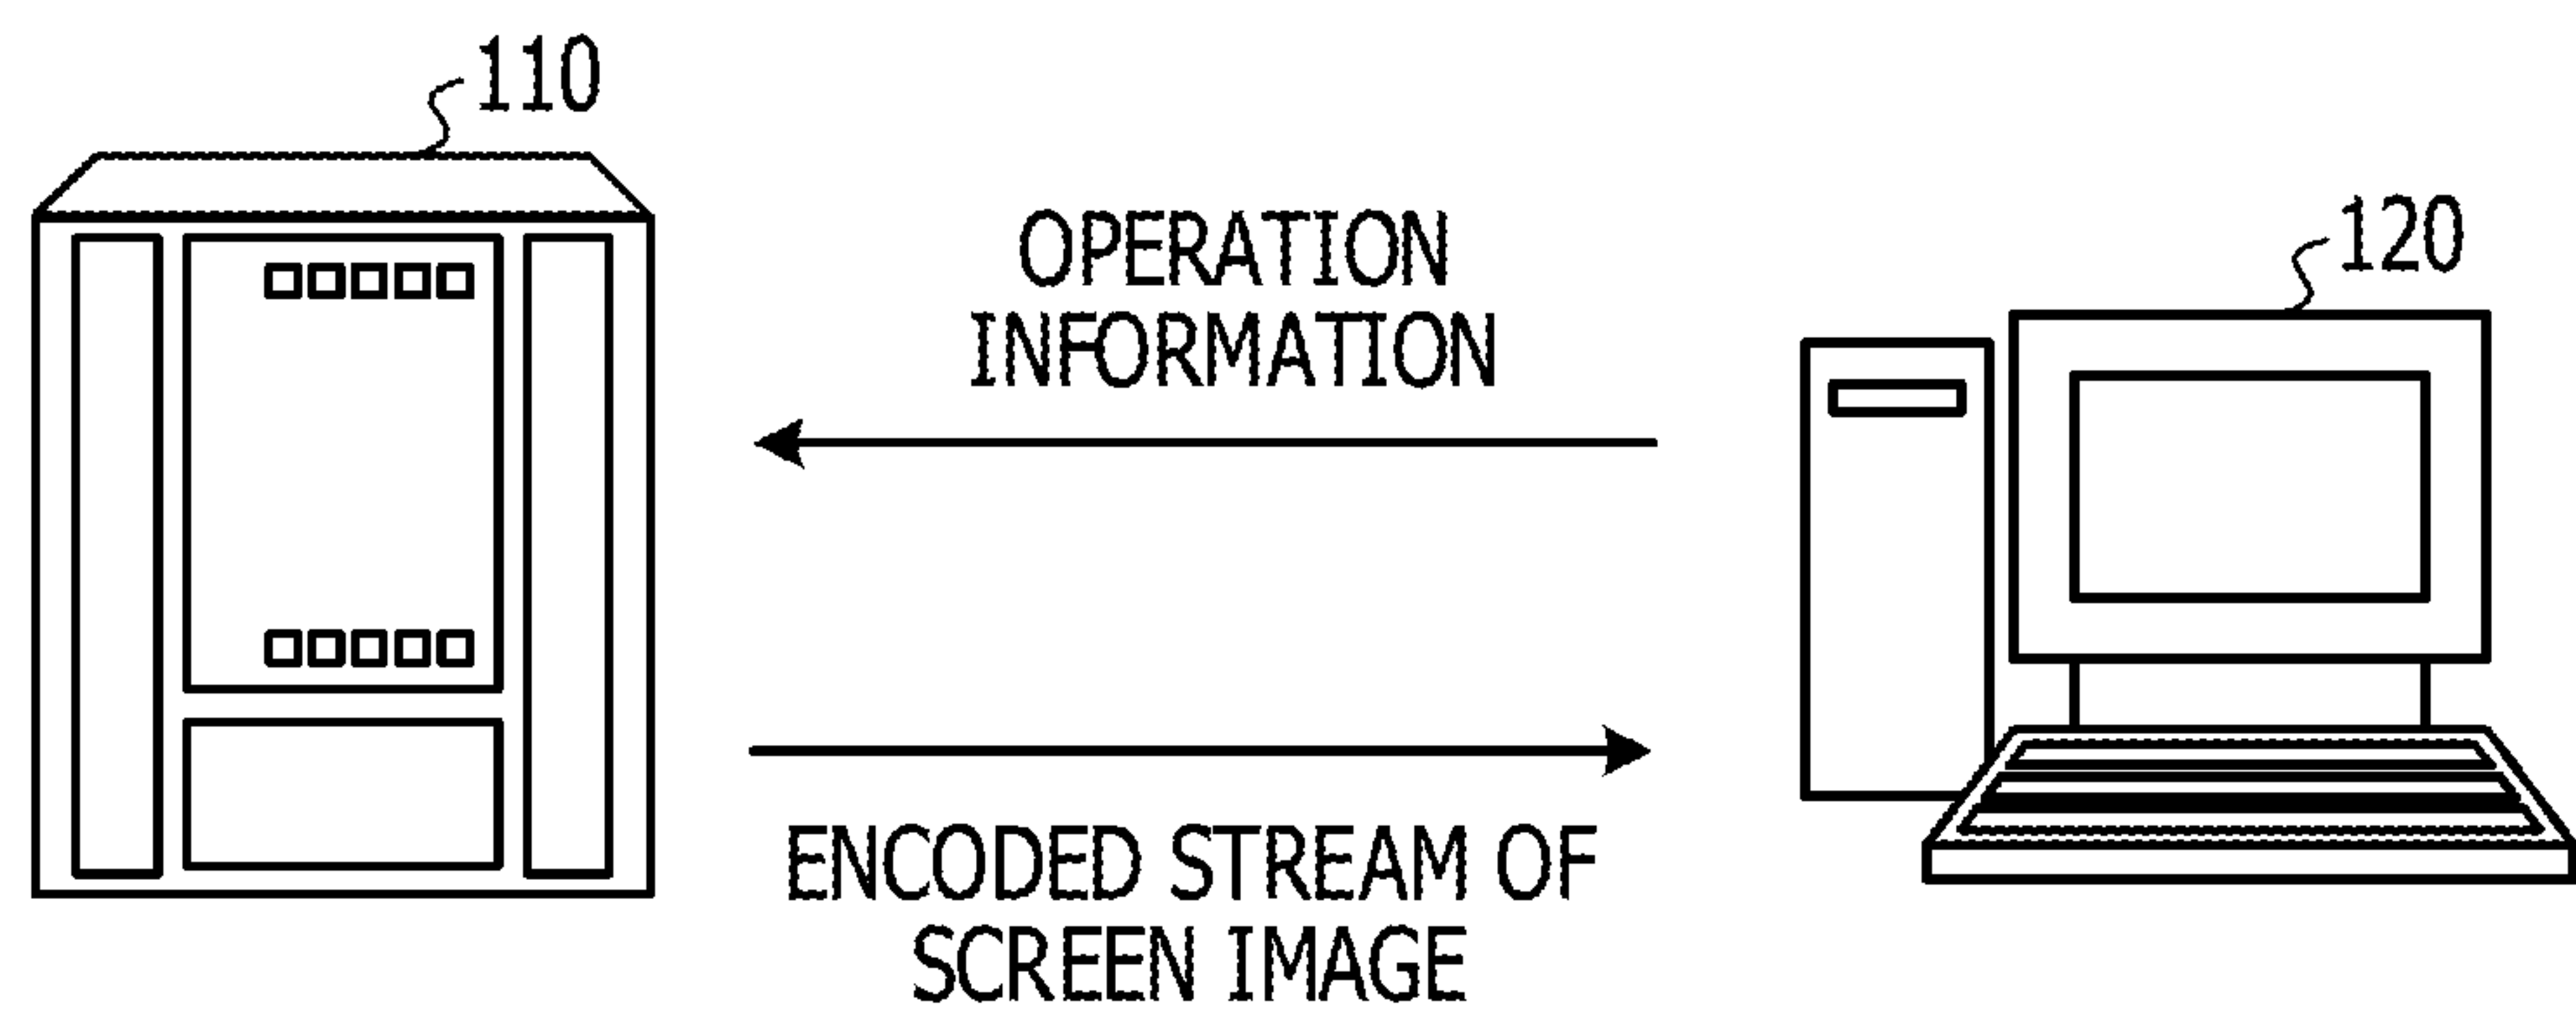 110
OPERATION
INFORMATION
120
ENCODED STREAM OF
SCREEN IMAGE